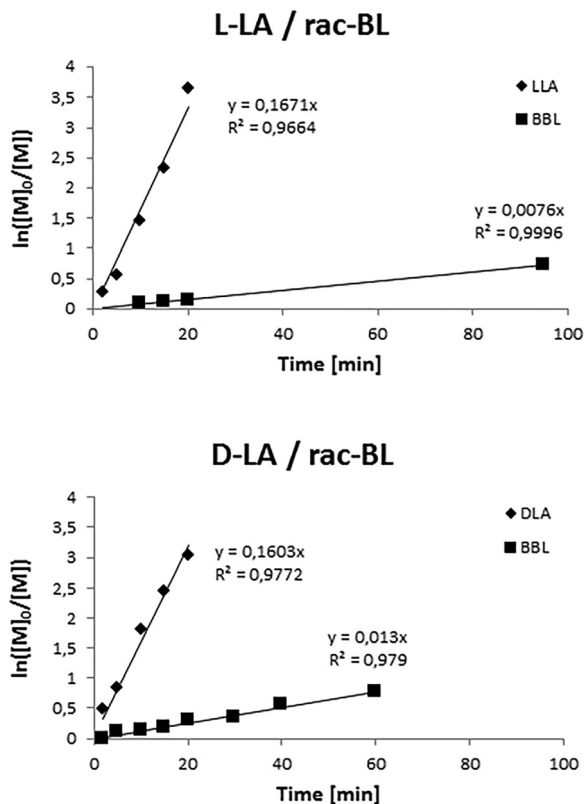 L-LA / rac-BL
4
3,5
3
2,5
2
1,5
1
0,5
0
ln([M]₀/[M])
y = 0,1671x
R² = 0,9664
LLA
BBL
y = 0,0076x
R² = 0,9996
0 20 40 60 80 100
Time [min]
D-LA / rac-BL
4
3,5
3
2,5
2
1,5
1
0,5
0
ln([M]₀/[M])
y = 0,1603x
R² = 0,9772
DLA
BBL
y = 0,013x
R² = 0,979
0 20 40 60 80 100
Time [min]